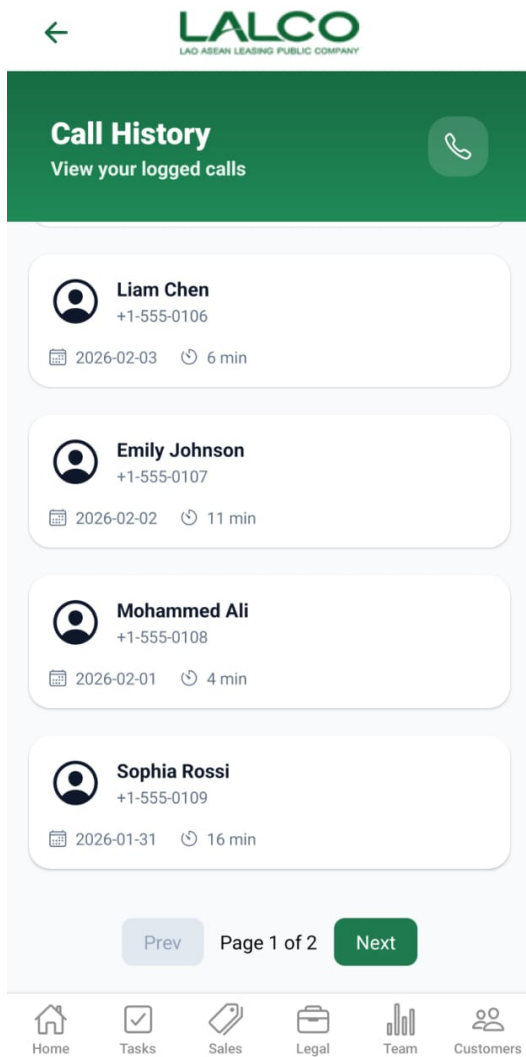 LALCO
LAO ASEAN LEASING PUBLIC COMPANY
Call History
View your logged calls
Liam Chen
+1-555-0106
2026-02-03 6 min
Emily Johnson
+1-555-0107
2026-02-02 11 min
Mohammed Ali
+1-555-0108
2026-02-01 4 min
Sophia Rossi
+1-555-0109
2026-01-31 16 min
Prev Page 1 of 2 Next
Home Tasks Sales Legal Team Customers